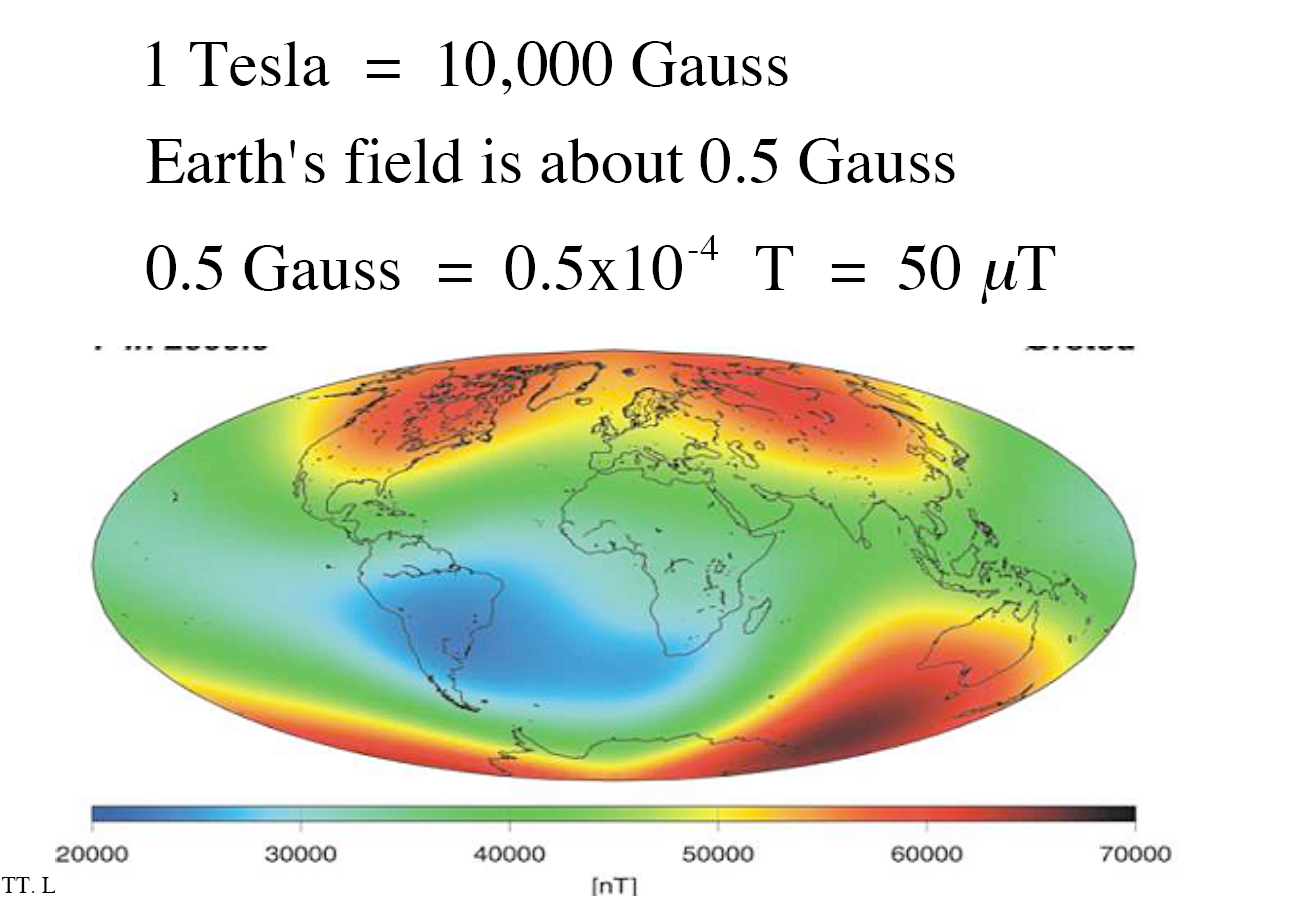 1 Tesla = 10,000 Gauss
Earth's field is about 0.5 Gauss
0.5 Gauss = 0.5x10⁻⁴ T = 50 μT
20000 30000 40000 50000 60000 70000
[nT]
TT. L